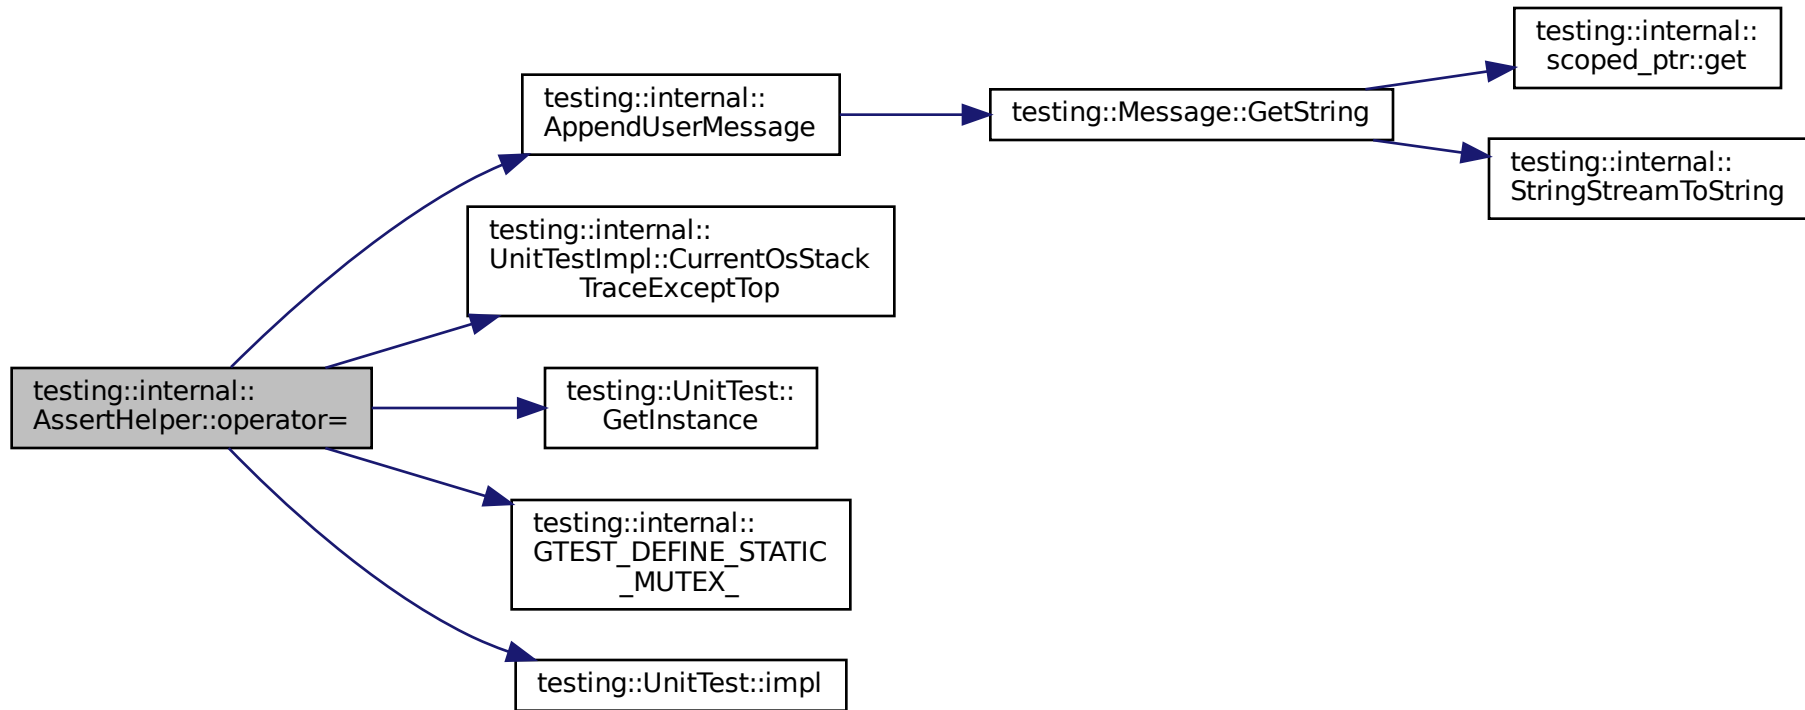 testing::internal::
AssertHelper::operator=
testing::internal::
AppendUserMessage
testing::internal::
UnitTestImpl::CurrentOsStack
TraceExceptTop
testing::UnitTest::
GetInstance
testing::internal::
GTEST_DEFINE_STATIC
_MUTEX_
testing::UnitTest::impl
testing::Message::GetString
testing::internal::
scoped_ptr::get
testing::internal::
StringStreamToString